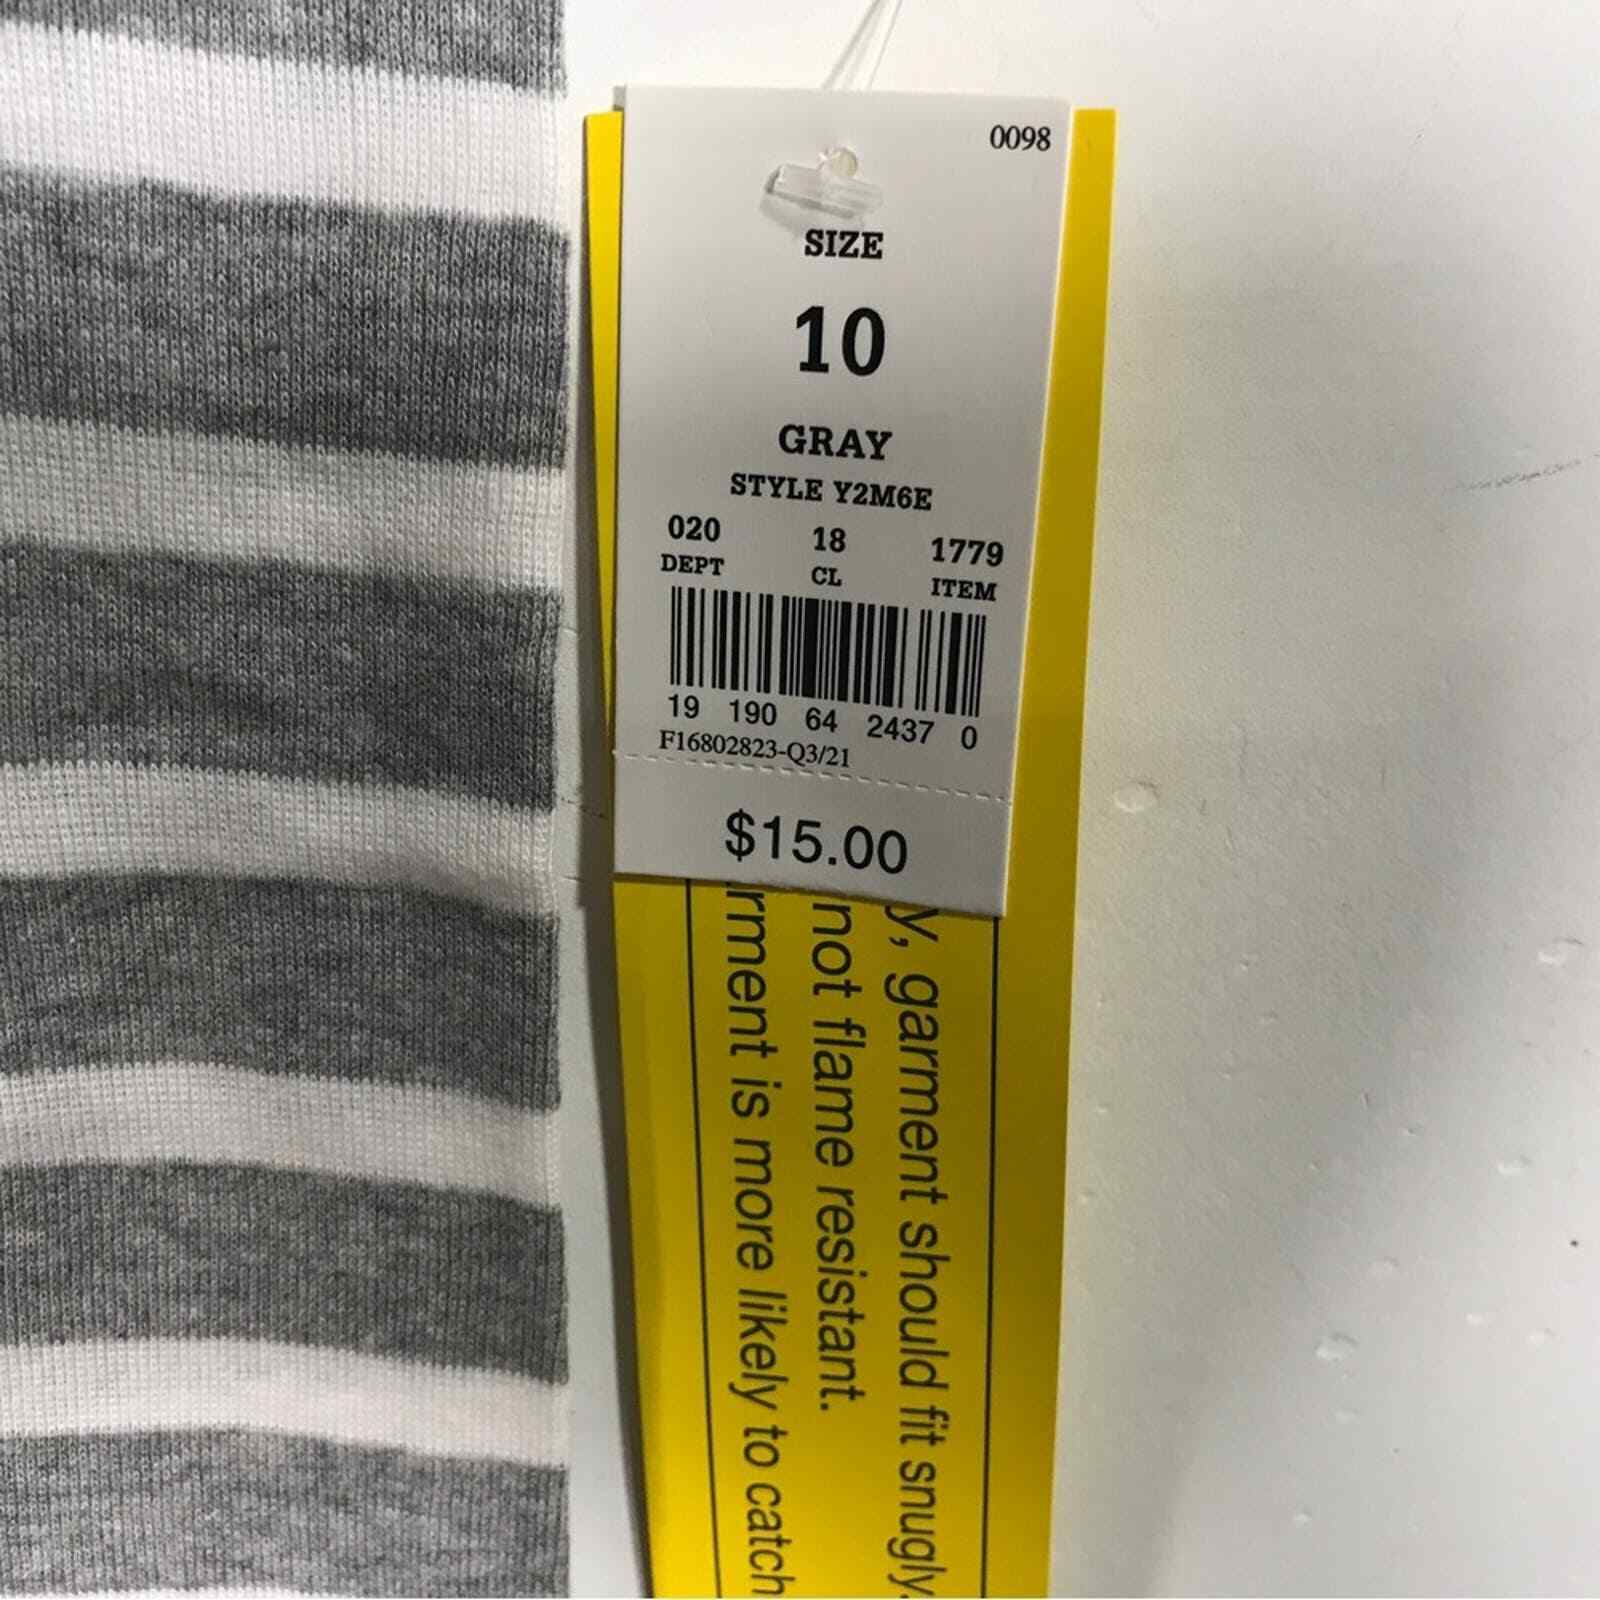 0098
SIZE
10
GRAY
STYLE Y2M6E
020 18 1779
DEPT CL ITEM
19 190 64 2437 0
F16802823-Q3/21
$15.00
garment should fit snugly.
not flame resistant.
is more likely to catch